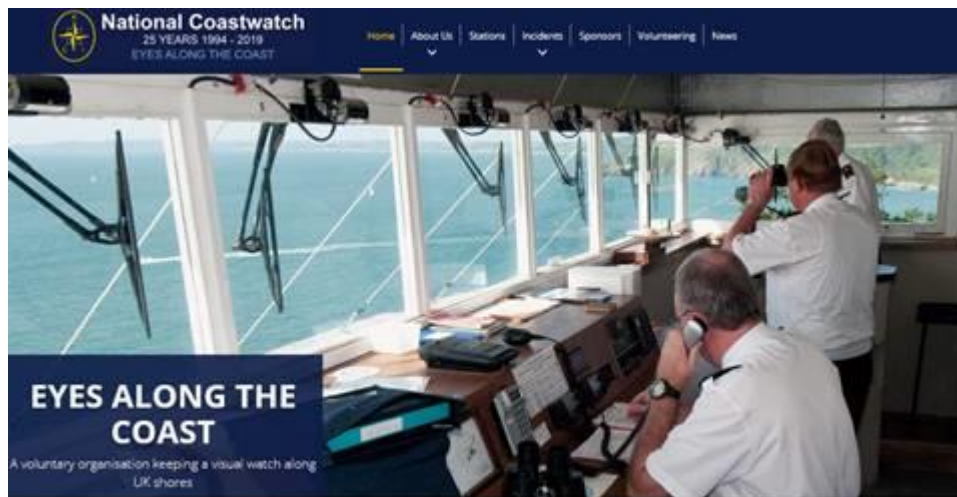 National Coastwatch
25 YEARS 1994 - 2019
EYES ALONG THE COAST
Home About Us Stations Incidents Sponsors Volunteering News
EYES ALONG THE
COAST
A voluntary organisation keeping a visual watch along
UK shores